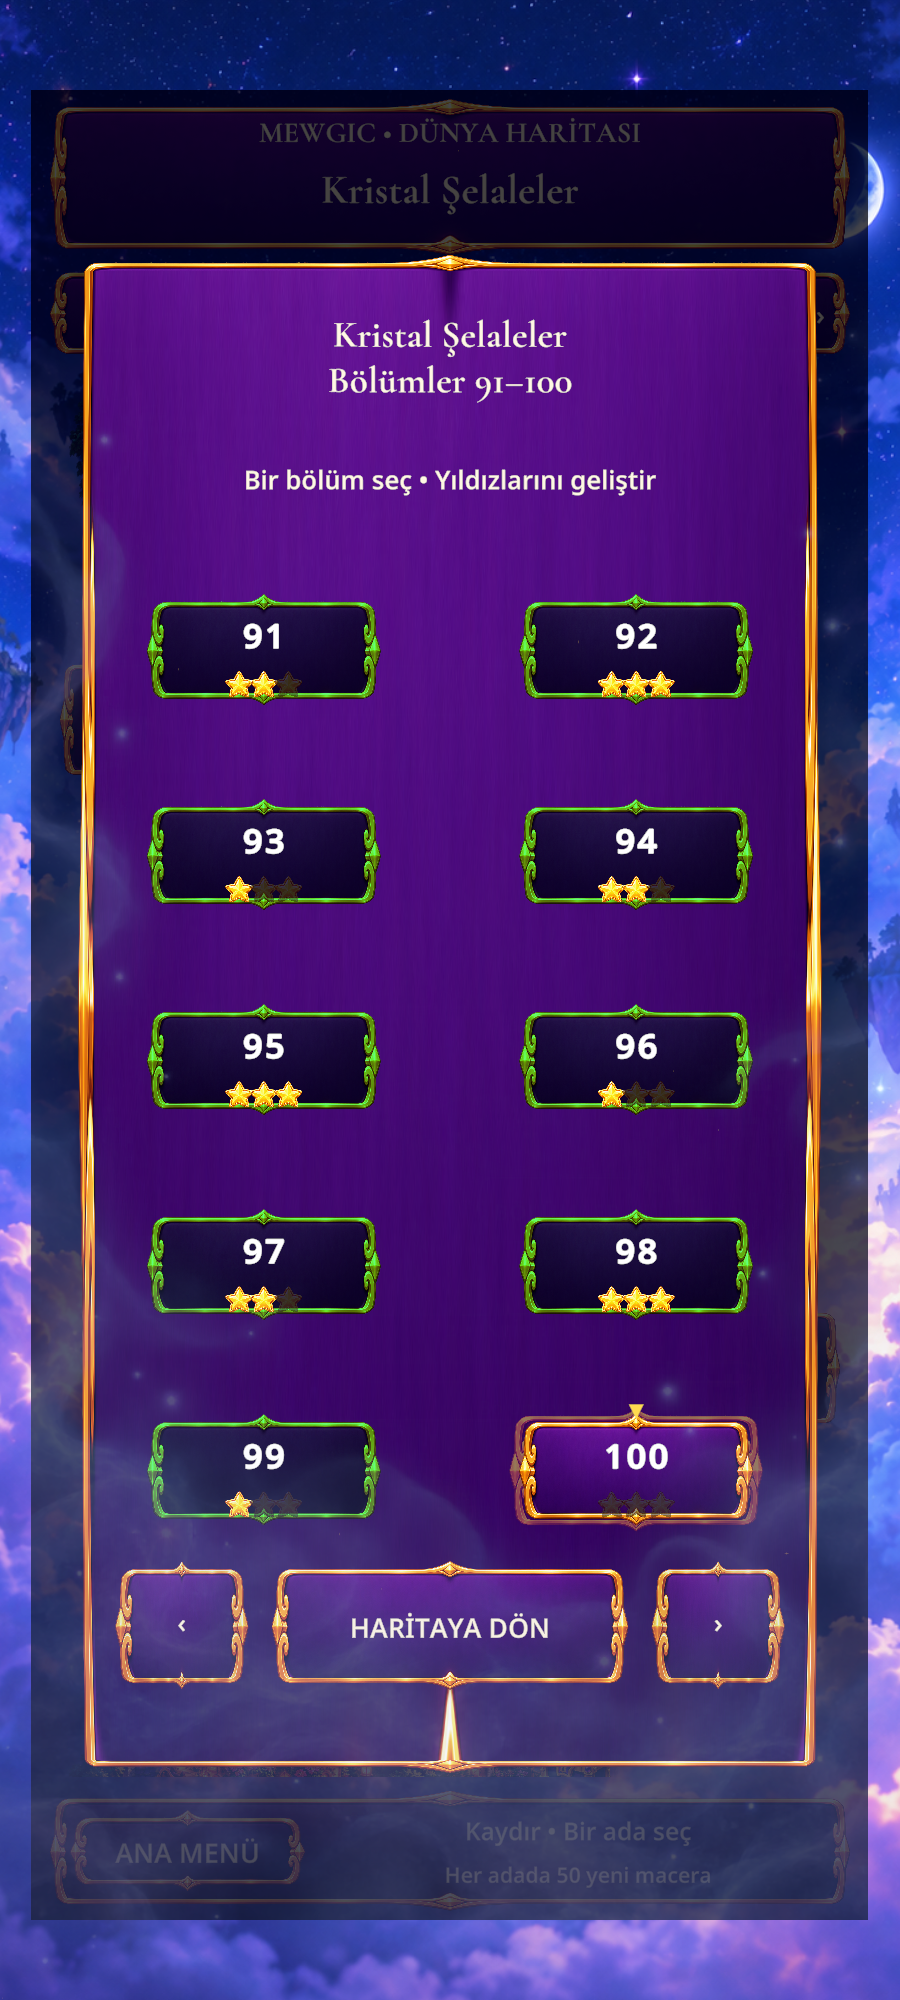 MEWGIC • DÜNYA HARİTASI
Kristal Şelaleler
›
Kristal Şelaleler
Bölümler 91–100
Bir bölüm seç • Yıldızlarını geliştir
91
92
93
94
95
96
97
98
99
100
‹
HARİTAYA DÖN
›
ANA MENÜ
Kaydır • Bir ada seç
Her adada 50 yeni macera